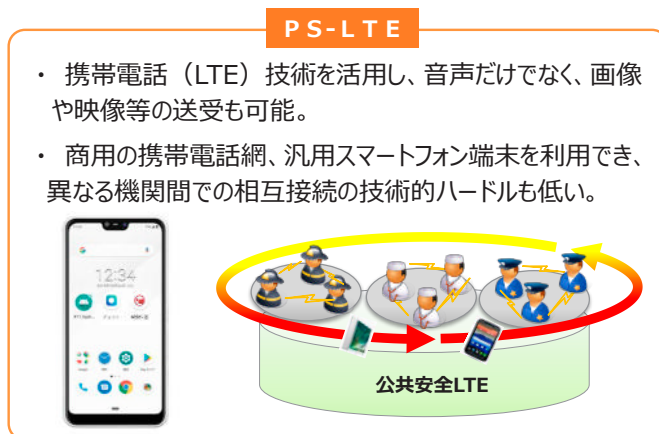 PS-LTE
・ 携帯電話（LTE）技術を活用し、音声だけでなく、画像
や映像等の送受も可能。
・ 商用の携帯電話網、汎用スマートフォン端末を利用でき、
異なる機関間での相互接続の技術的ハードルも低い。
12:34
公共安全LTE